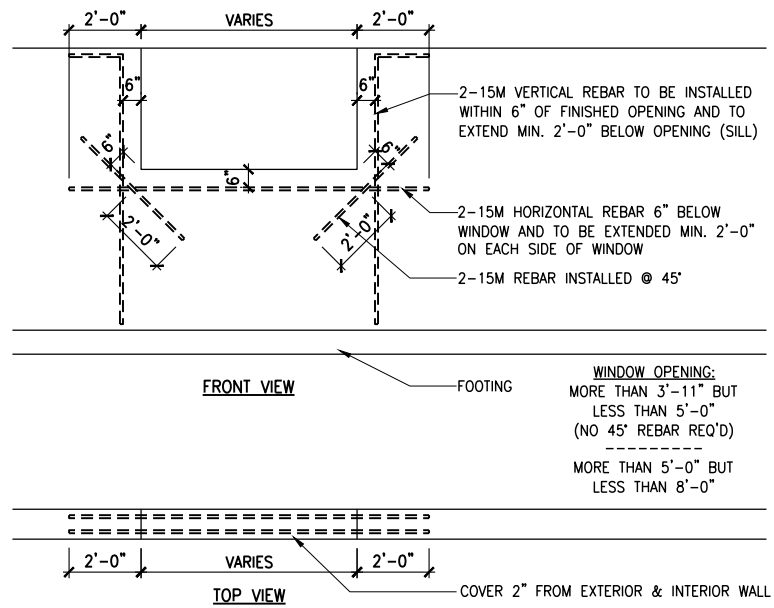 2'-0" VARIES 2'-0"
6" 6"
2-15M VERTICAL REBAR TO BE INSTALLED
WITHIN 6" OF FINISHED OPENING AND TO
EXTEND MIN. 2'-0" BELOW OPENING (SILL)
6" 6"
6"
2'-0" 2'-0"
2-15M HORIZONTAL REBAR 6" BELOW
WINDOW AND TO BE EXTENDED MIN. 2'-0"
ON EACH SIDE OF WINDOW
2-15M REBAR INSTALLED @ 45°
FRONT VIEW
FOOTING
WINDOW OPENING:
MORE THAN 3'-11" BUT
LESS THAN 5'-0"
(NO 45° REBAR REQ'D)
---------
MORE THAN 5'-0" BUT
LESS THAN 8'-0"
2'-0" VARIES 2'-0"
TOP VIEW
COVER 2" FROM EXTERIOR & INTERIOR WALL